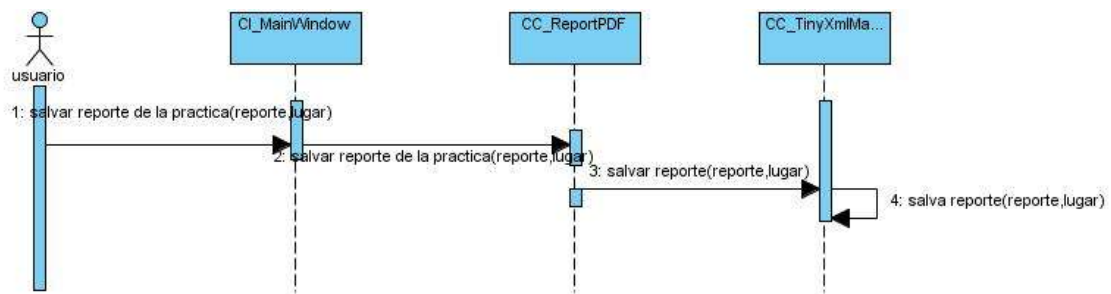 CI_MainWindow
CC_ReportPDF
CC_TinyXmlMa...
usuario
1: salvar reporte de la practica(reporte,lugar)
2: salvar reporte de la practica(reporte,lugar)
3: salvar reporte(reporte,lugar)
4: salva reporte(reporte,lugar)